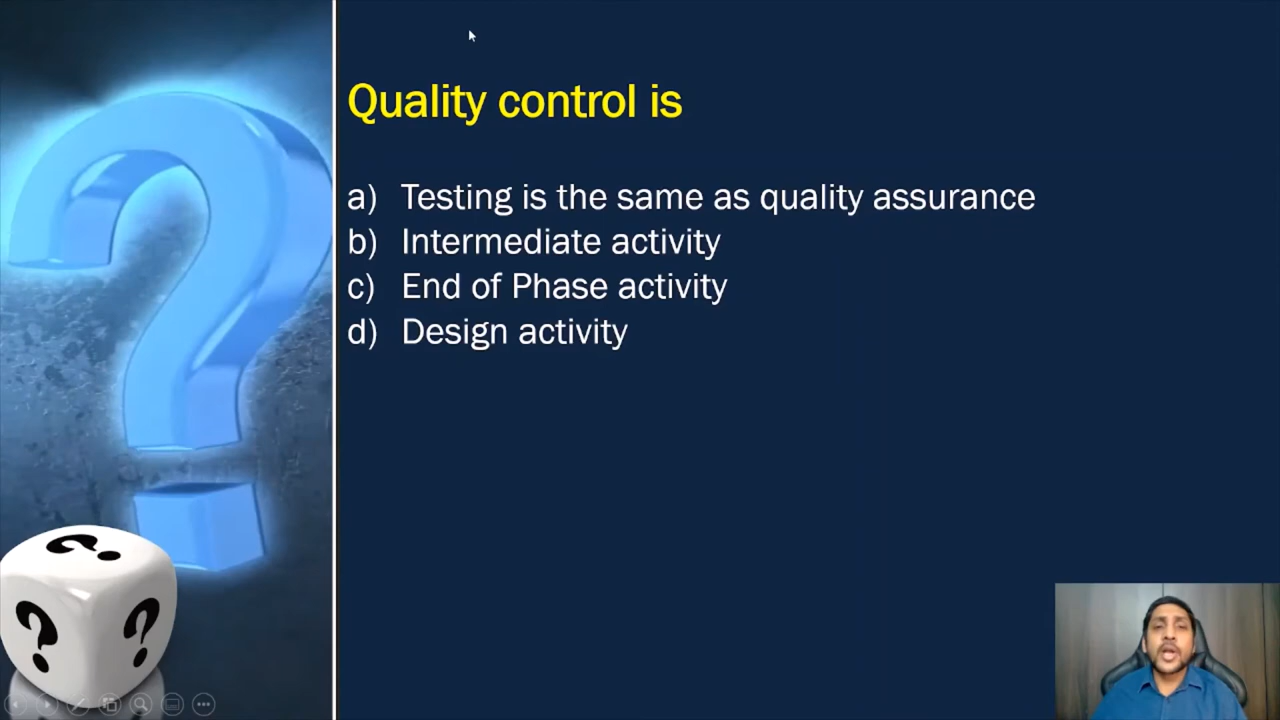 Quality control is
a) Testing is the same as quality assurance
b) Intermediate activity
c) End of Phase activity
d) Design activity